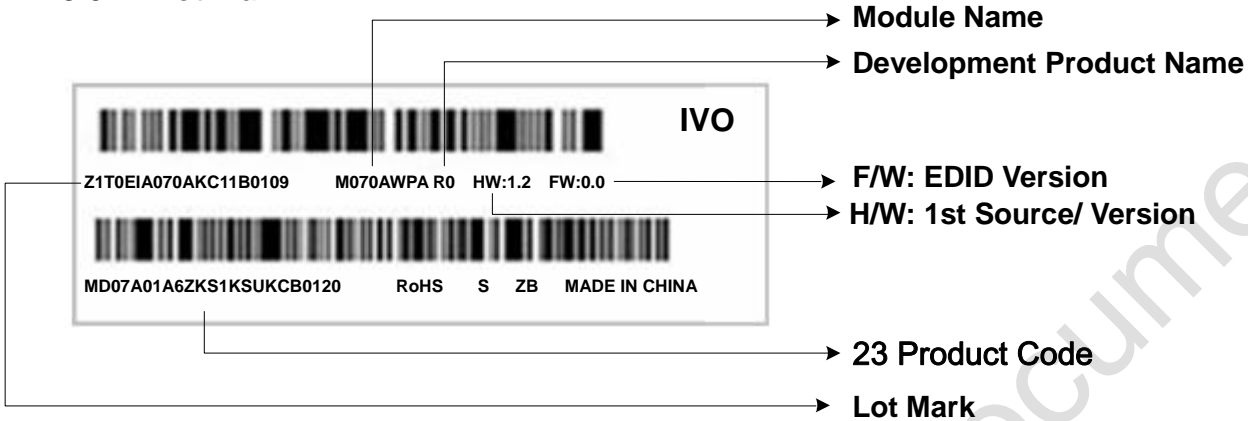 Module Name
Development Product Name
IVO
Z1T0EIA070AKC11B0109 M070AWPA R0 HW:1.2 FW:0.0
F/W: EDID Version
H/W: 1st Source/ Version
MD07A01A6ZKS1KSUKCB0120 RoHS S ZB MADE IN CHINA
23 Product Code
Lot Mark